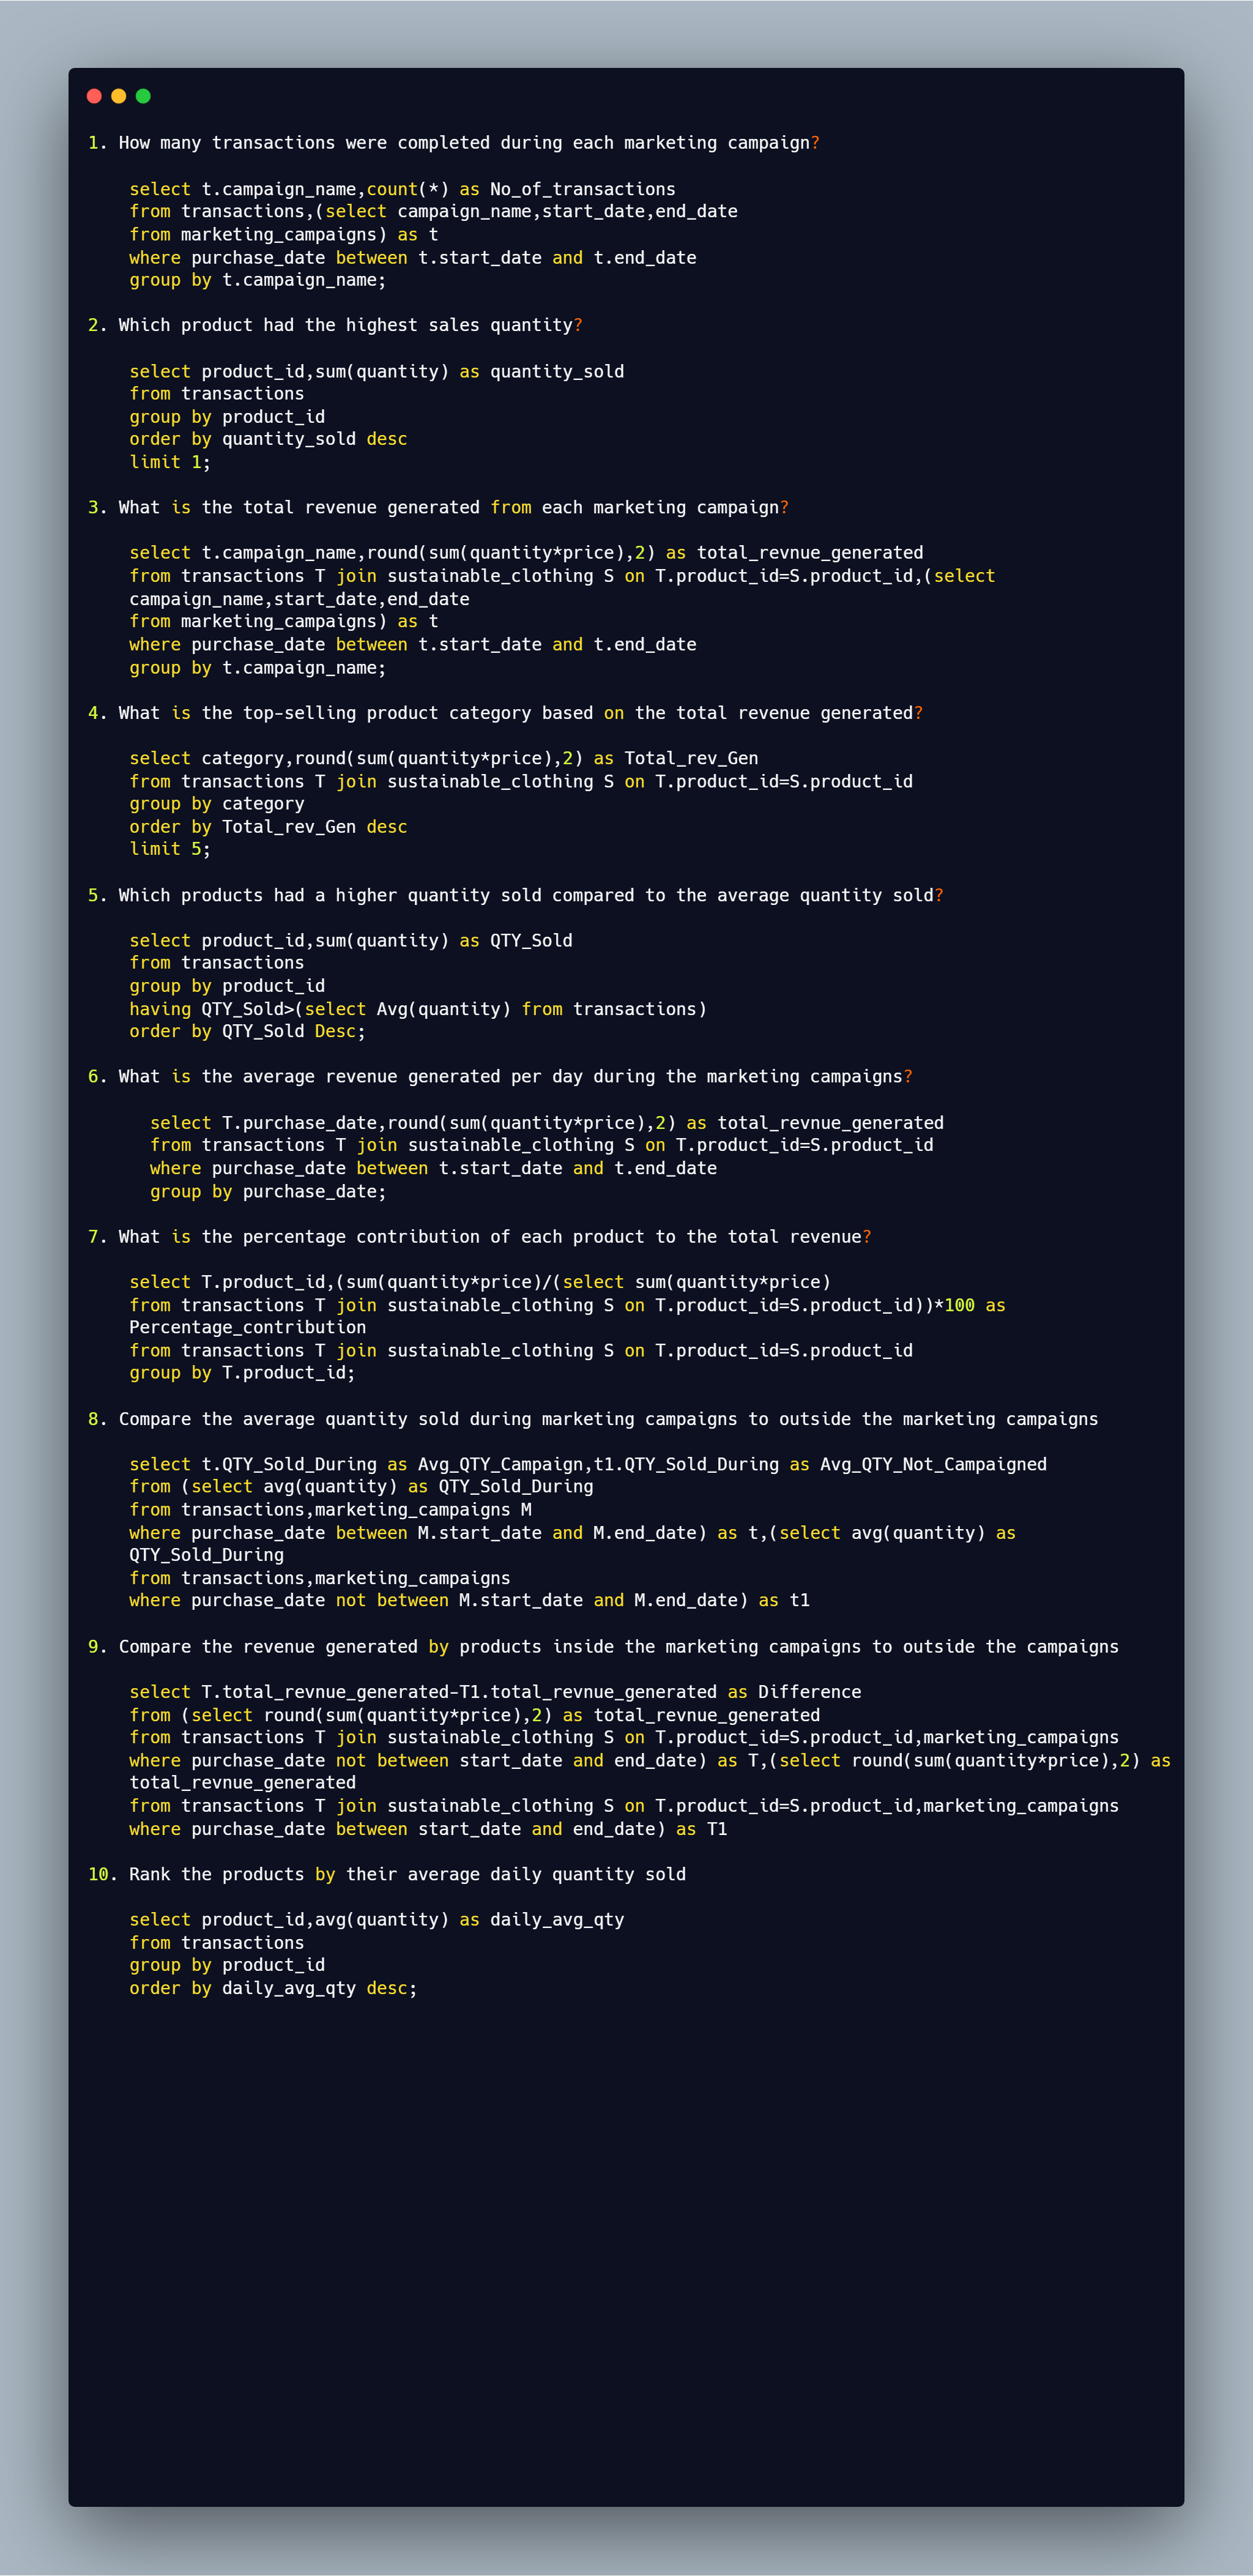 1. How many transactions were completed during each marketing campaign?
select t.campaign_name,count(*) as No_of_transactions
from transactions,(select campaign_name,start_date,end_date
from marketing_campaigns) as t
where purchase_date between t.start_date and t.end_date
group by t.campaign_name;
2. Which product had the highest sales quantity?
select product_id,sum(quantity) as quantity_sold
from transactions
group by product_id
order by quantity_sold desc
limit 1;
3. What is the total revenue generated from each marketing campaign?
select t.campaign_name,round(sum(quantity*price),2) as total_revnue_generated
from transactions T join sustainable_clothing S on T.product_id=S.product_id,(select
campaign_name,start_date,end_date
from marketing_campaigns) as t
where purchase_date between t.start_date and t.end_date
group by t.campaign_name;
4. What is the top-selling product category based on the total revenue generated?
select category,round(sum(quantity*price),2) as Total_rev_Gen
from transactions T join sustainable_clothing S on T.product_id=S.product_id
group by category
order by Total_rev_Gen desc
limit 5;
5. Which products had a higher quantity sold compared to the average quantity sold?
select product_id,sum(quantity) as QTY_Sold
from transactions
group by product_id
having QTY_Sold>(select Avg(quantity) from transactions)
order by QTY_Sold Desc;
6. What is the average revenue generated per day during the marketing campaigns?
select T.purchase_date,round(sum(quantity*price),2) as total_revnue_generated
from transactions T join sustainable_clothing S on T.product_id=S.product_id
where purchase_date between t.start_date and t.end_date
group by purchase_date;
7. What is the percentage contribution of each product to the total revenue?
select T.product_id,(sum(quantity*price)/(select sum(quantity*price)
from transactions T join sustainable_clothing S on T.product_id=S.product_id))*100 as
Percentage_contribution
from transactions T join sustainable_clothing S on T.product_id=S.product_id
group by T.product_id;
8. Compare the average quantity sold during marketing campaigns to outside the marketing campaigns
select t.QTY_Sold_During as Avg_QTY_Campaign,t1.QTY_Sold_During as Avg_QTY_Not_Campaigned
from (select avg(quantity) as QTY_Sold_During
from transactions,marketing_campaigns M
where purchase_date between M.start_date and M.end_date) as t,(select avg(quantity) as
QTY_Sold_During
from transactions,marketing_campaigns
where purchase_date not between M.start_date and M.end_date) as t1
9. Compare the revenue generated by products inside the marketing campaigns to outside the campaigns
select T.total_revnue_generated-T1.total_revnue_generated as Difference
from (select round(sum(quantity*price),2) as total_revnue_generated
from transactions T join sustainable_clothing S on T.product_id=S.product_id,marketing_campaigns
where purchase_date not between start_date and end_date) as T,(select round(sum(quantity*price),2) as
total_revnue_generated
from transactions T join sustainable_clothing S on T.product_id=S.product_id,marketing_campaigns
where purchase_date between start_date and end_date) as T1
10. Rank the products by their average daily quantity sold
select product_id,avg(quantity) as daily_avg_qty
from transactions
group by product_id
order by daily_avg_qty desc;